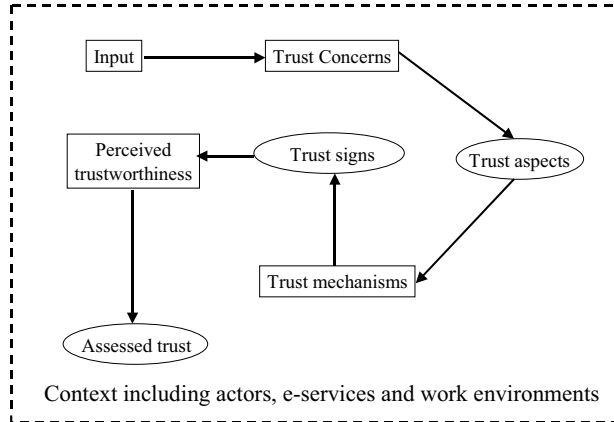 Input
Trust Concerns
Perceived
trustworthiness
Trust signs
Trust aspects
Trust mechanisms
Assessed trust
Context including actors, e-services and work environments